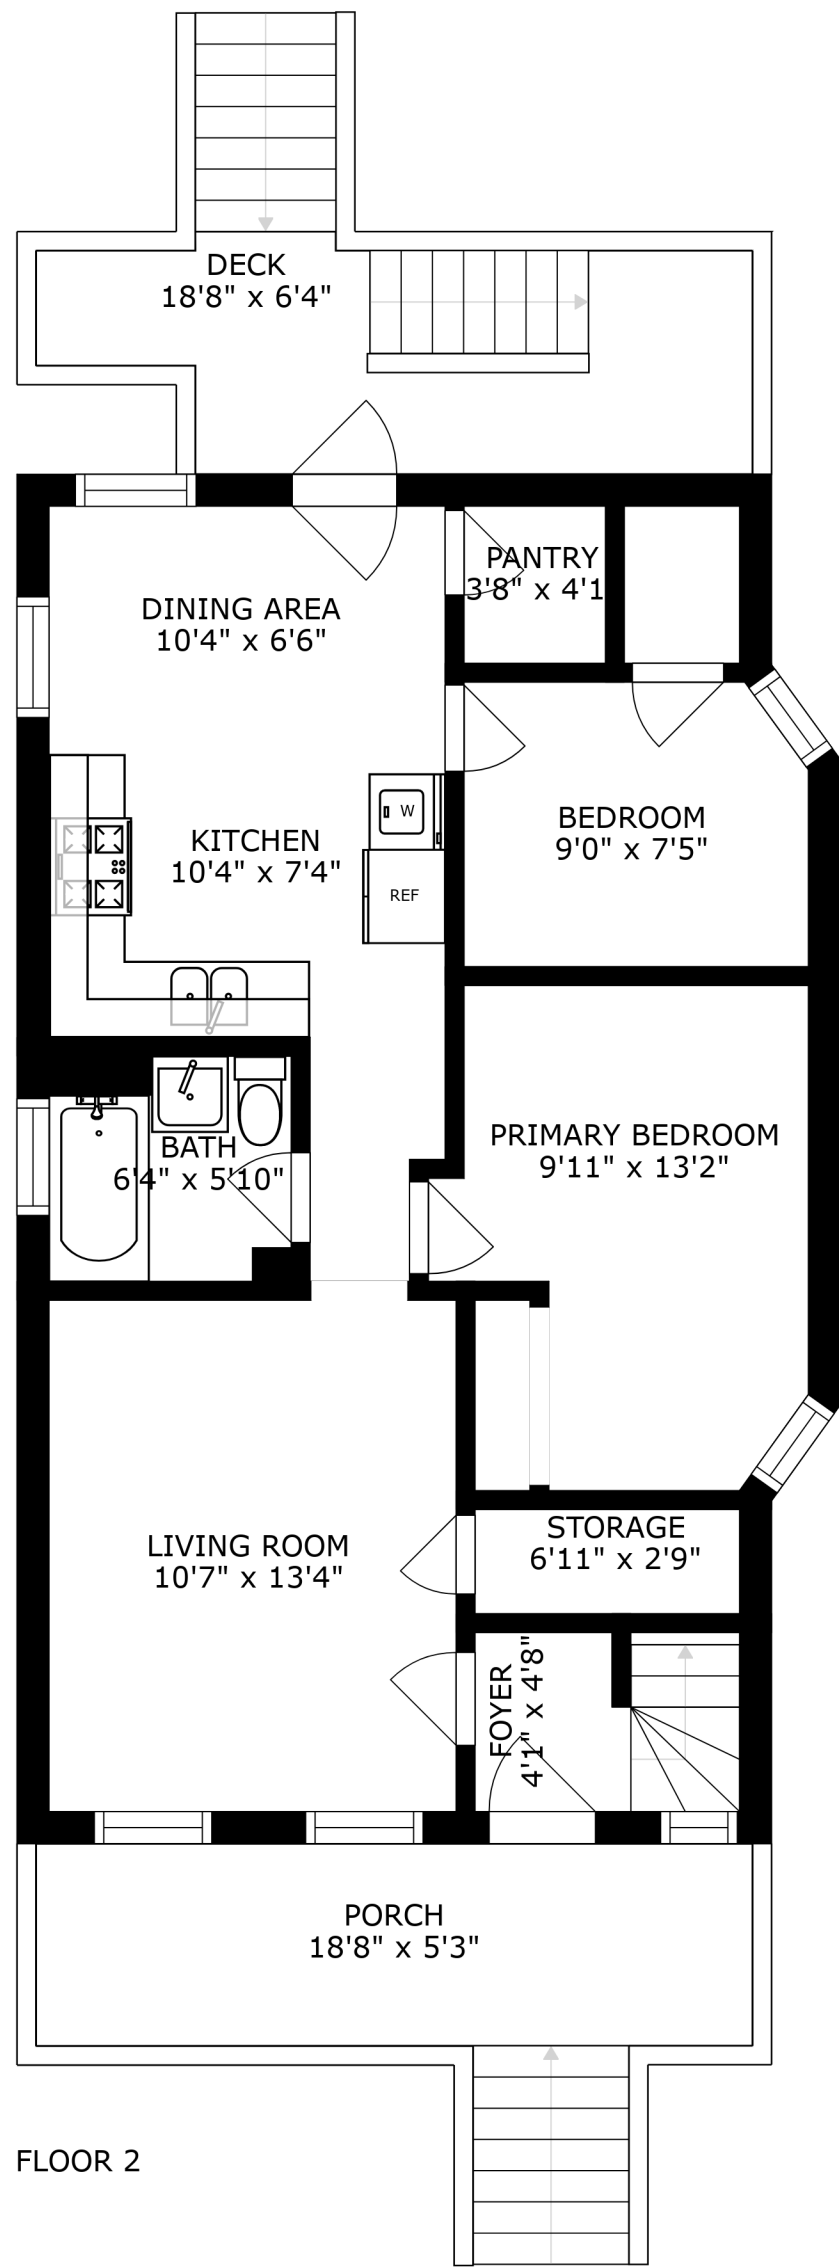 DECK
18'8" x 6'4"
PANTRY
3'8" x 4'1
DINING AREA
10'4" x 6'6"
W
KITCHEN
10'4" x 7'4"
BEDROOM
9'0" x 7'5"
REF
PRIMARY BEDROOM
9'11" x 13'2"
BATH
6'4" x 5'10"
LIVING ROOM
10'7" x 13'4"
STORAGE
6'11" x 2'9"
FOYER
4'1" x 4'8"
PORCH
18'8" x 5'3"
FLOOR 2